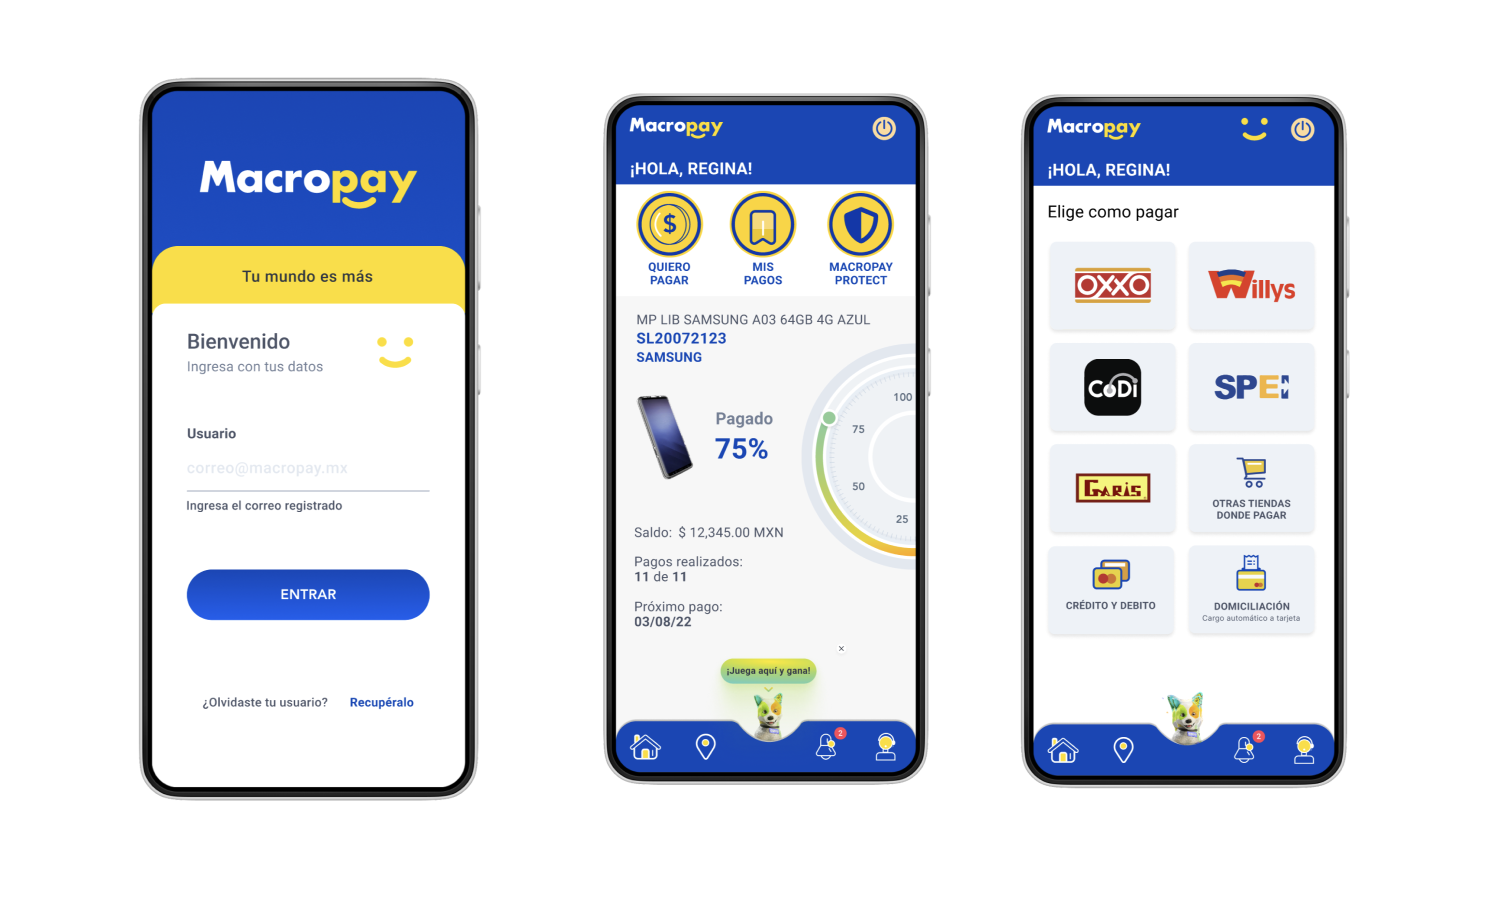 Macropay
Tu mundo es más
Bienvenido
Ingresa con tus datos
Usuario
correo@macropay.mx
Ingresa el correo registrado
ENTRAR
¿Olvidaste tu usuario? Recupéralo
Macropay
¡HOLA, REGINA!
$
QUIERO
PAGAR
MIS
PAGOS
MACROPAY
PROTECT
MP LIB SAMSUNG A03 64GB 4G AZUL
SL20072123
SAMSUNG
Pagado
75%
100
75
50
25
Saldo: $ 12,345.00 MXN
Pagos realizados:
11 de 11
Próximo pago:
03/08/22
¡Juega aquí y gana!
2
Macropay
¡HOLA, REGINA!
Elige como pagar
OXXO
Willys
CoDi
SPEI
GARIS
OTRAS TIENDAS
DONDE PAGAR
CRÉDITO Y DEBITO
DOMICILIACIÓN
Cargo automático a tarjeta
2